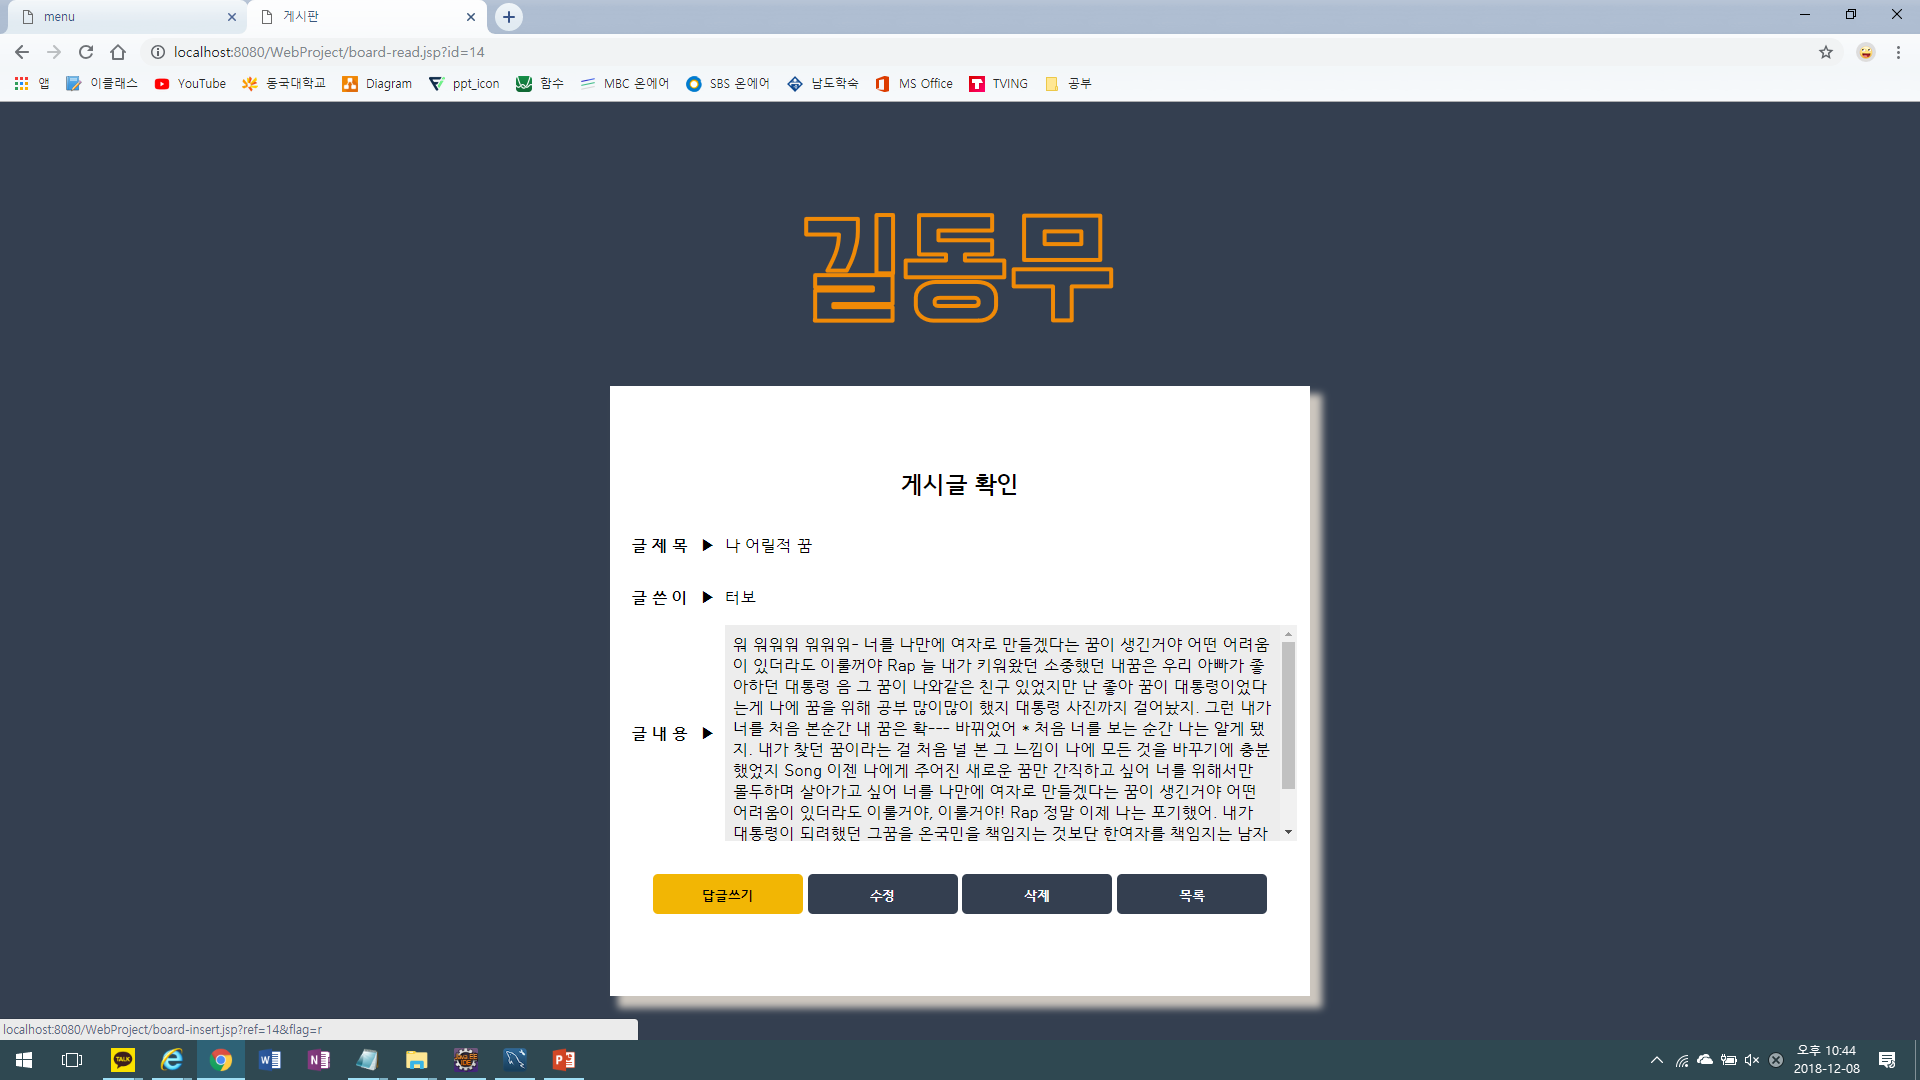 menu
게시판
localhost:8080/WebProject/board-read.jsp?id=14
앱 이클래스 YouTube 동국대학교 Diagram ppt_icon 함수 MBC 온에어 SBS 온에어 남도학숙 MS Office TVING 공부
길동무
게시글 확인
글 제 목 ▶ 나 어릴적 꿈
글 쓴 이 ▶ 터보
글 내 용 ▶
워 워워워 워워워- 너를 나만에 여자로 만들겠다는 꿈이 생긴거야 어떤 어려움
이 있더라도 이룰꺼야 Rap 늘 내가 키워왔던 소중했던 내꿈은 우리 아빠가 좋
아하던 대통령 음 그 꿈이 나와같은 친구 있었지만 난 좋아 꿈이 대통령이었다
는게 나에 꿈을 위해 공부 많이많이 했지 대통령 사진까지 걸어놨지. 그런 내가
너를 처음 본순간 내 꿈은 확--- 바뀌었어 * 처음 너를 보는 순간 나는 알게 됐
지. 내가 찾던 꿈이라는 걸 처음 널 본 그 느낌이 나에 모든 것을 바꾸기에 충분
했었지 Song 이젠 나에게 주어진 새로운 꿈만 간직하고 싶어 너를 위해서만
몰두하며 살아가고 싶어 너를 나만에 여자로 만들겠다는 꿈이 생긴거야 어떤
어려움이 있더라도 이룰거야, 이룰거야! Rap 정말 이제 나는 포기했어. 내가
대통령이 되려했던 그꿈을 온국민을 책임지는 것보단 한여자를 책임지는 남자
답글쓰기 수정 삭제 목록
localhost:8080/WebProject/board-insert.jsp?ref=14&flag=r
TALK
오후 10:44
2018-12-08